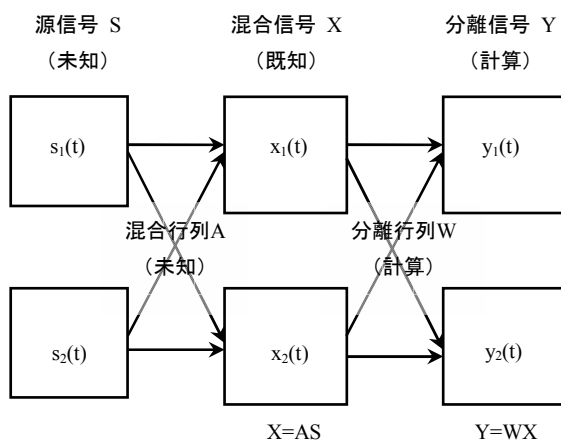 源信号 S
混合信号 X
分離信号 Y
（未知）
（既知）
（計算）
s1(t)
x1(t)
y1(t)
混合行列A
分離行列W
（未知）
（計算）
s2(t)
x2(t)
y2(t)
X=AS
Y=WX